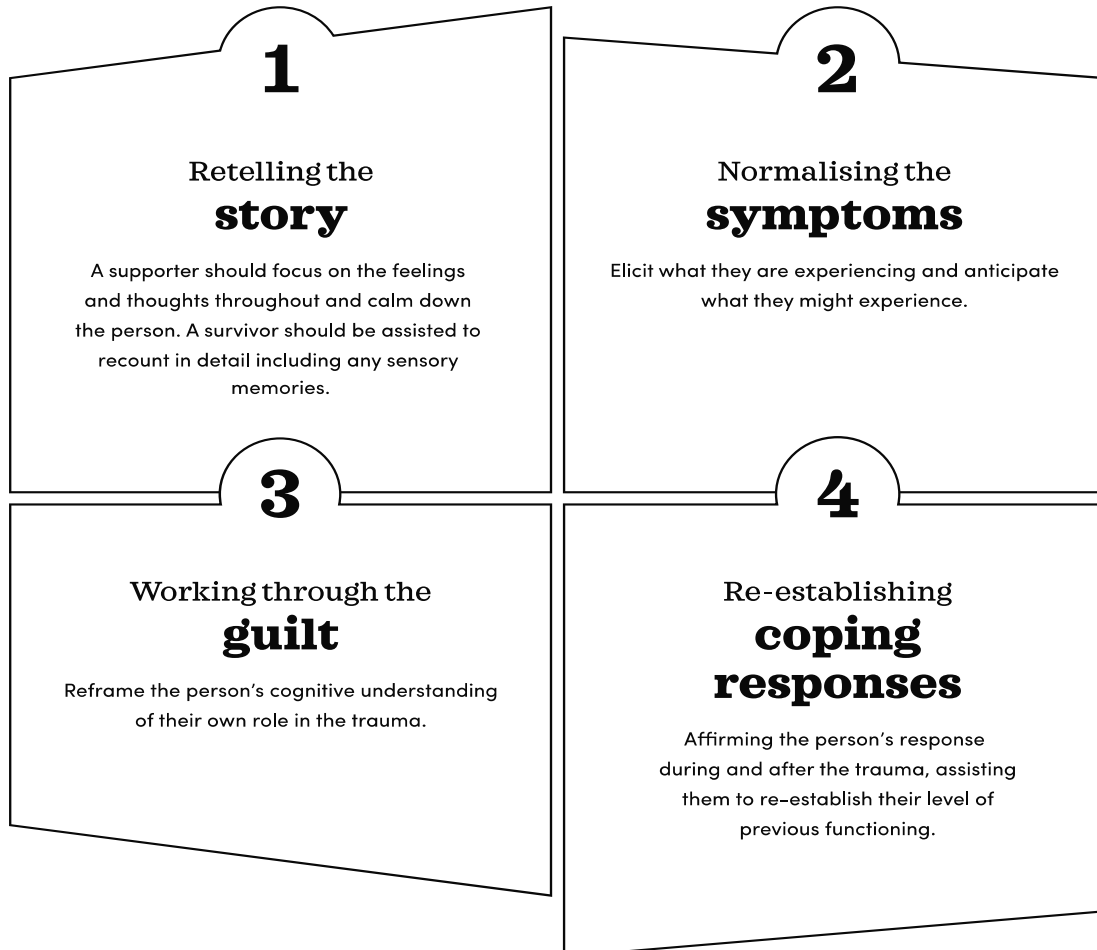 1
Retelling the
story
A supporter should focus on the feelings
and thoughts throughout and calm down
the person. A survivor should be assisted to
recount in detail including any sensory
memories.
2
Normalising the
symptoms
Elicit what they are experiencing and anticipate
what they might experience.
3
Working through the
guilt
Reframe the person’s cognitive understanding
of their own role in the trauma.
4
Re-establishing
coping
responses
Affirming the person’s response
during and after the trauma, assisting
them to re-establish their level of
previous functioning.